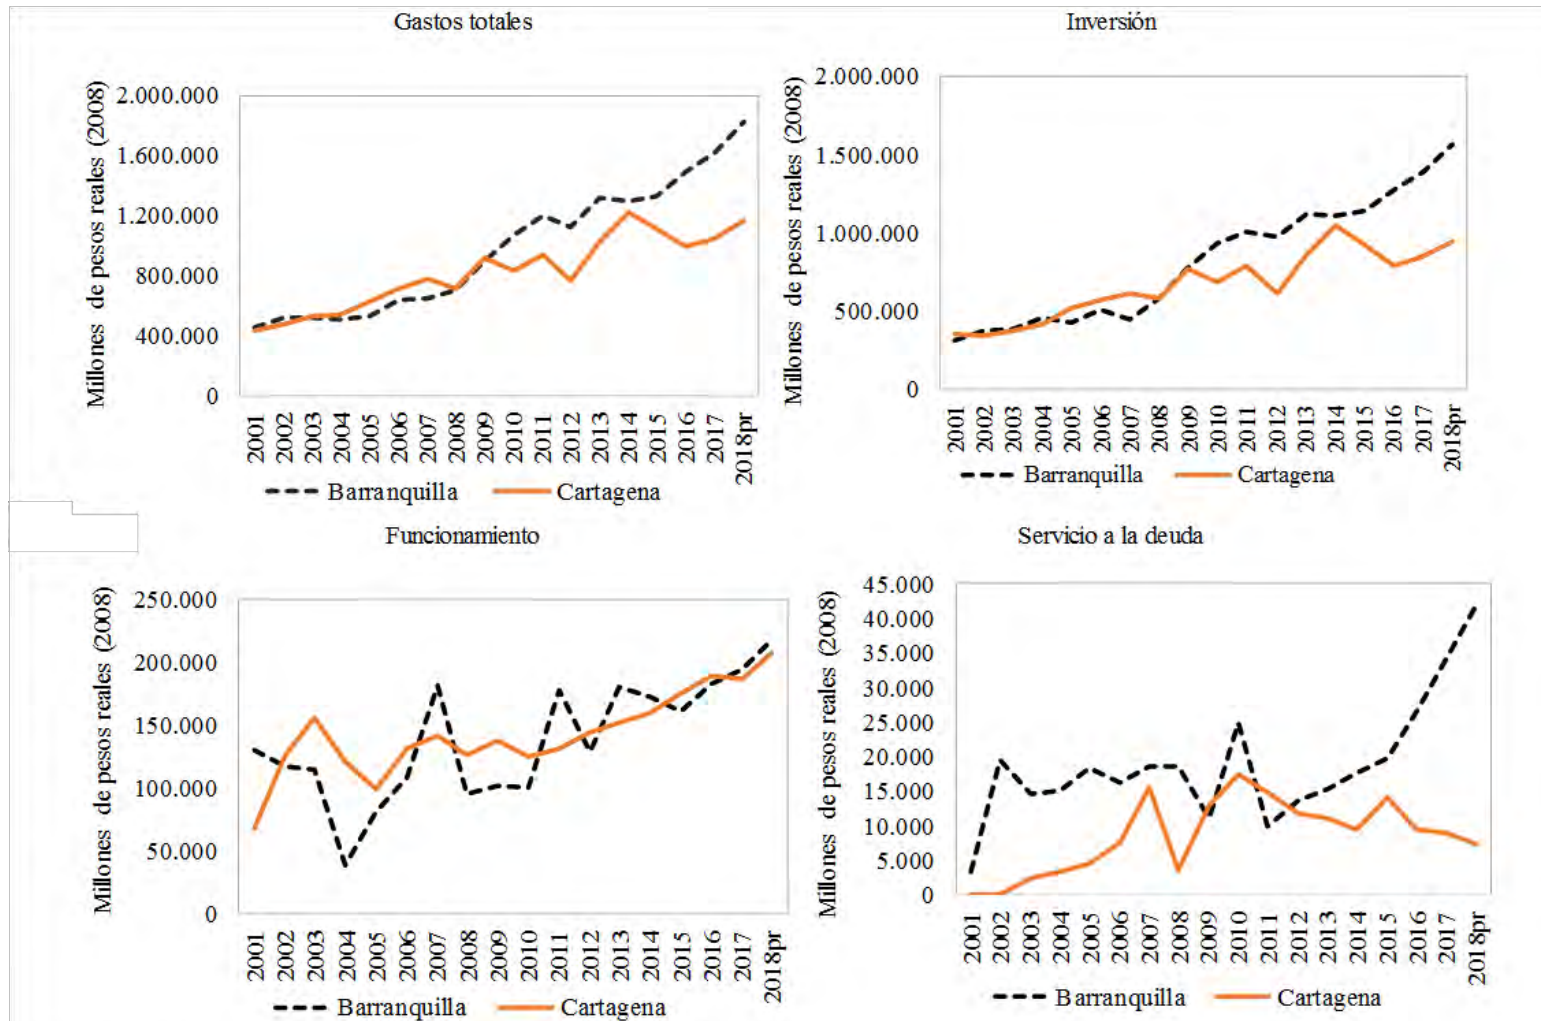 Gastos totales
Millones de pesos reales (2008)
2.000.000
1.600.000
1.200.000
800.000
400.000
0
2001 2002 2003 2004 2005 2006 2007 2008 2009 2010 2011 2012 2013 2014 2015 2016 2017 2018pr
Barranquilla Cartagena
Inversión
Millones de pesos reales (2008)
2.000.000
1.500.000
1.000.000
500.000
0
2001 2002 2003 2004 2005 2006 2007 2008 2009 2010 2011 2012 2013 2014 2015 2016 2017 2018pr
Barranquilla Cartagena
Funcionamiento
Millones de pesos reales (2008)
250.000
200.000
150.000
100.000
50.000
0
2001 2002 2003 2004 2005 2006 2007 2008 2009 2010 2011 2012 2013 2014 2015 2016 2017 2018pr
Barranquilla Cartagena
Servicio a la deuda
Millones de pesos reales (2008)
45.000
40.000
35.000
30.000
25.000
20.000
15.000
10.000
5.000
0
2001 2002 2003 2004 2005 2006 2007 2008 2009 2010 2011 2012 2013 2014 2015 2016 2017 2018pr
Barranquilla Cartagena